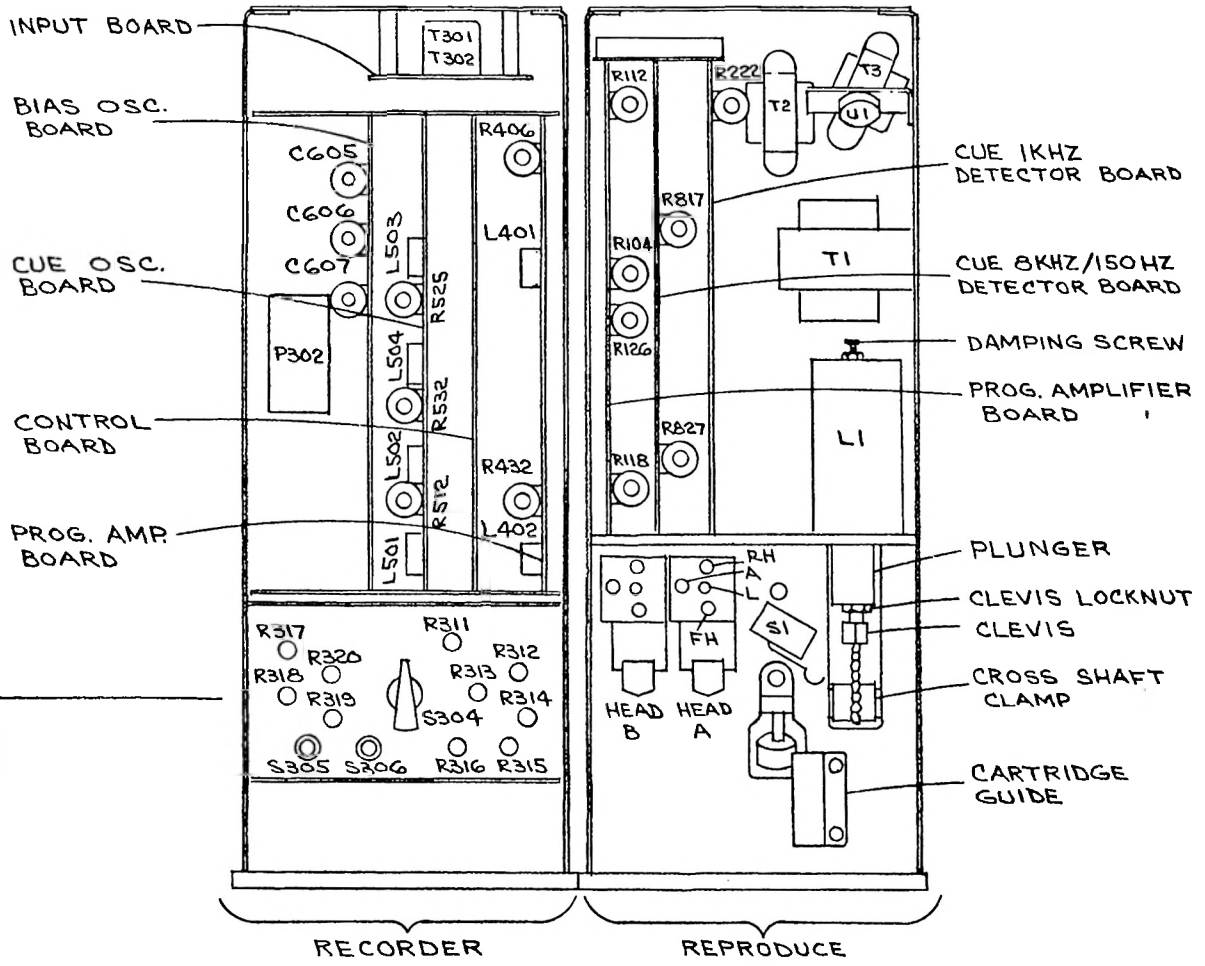 INPUT BOARD
BIAS OSC.
BOARD
CUE OSC.
BOARD
CONTROL
BOARD
PROG. AMP.
BOARD
T301
T302
C605
C606
C607
P302
L503
R525
L504
R532
L502
R512
L501
R406
L401
R432
L402
R317
R318
R320
R319
R311
R312
R313
R314
S304
S305
S306
R316
R315
RECORDER
R112
R222
T2
T3
U1
R817
R104
R126
T1
R827
R118
L1
RH
A
L
FH
S1
HEAD
B
HEAD
A
CUE 1KHZ
DETECTOR BOARD
CUE 8KHZ/150HZ
DETECTOR BOARD
DAMPING SCREW
PROG. AMPLIFIER
BOARD
PLUNGER
CLEVIS LOCKNUT
CLEVIS
CROSS SHAFT
CLAMP
CARTRIDGE
GUIDE
REPRODUCE